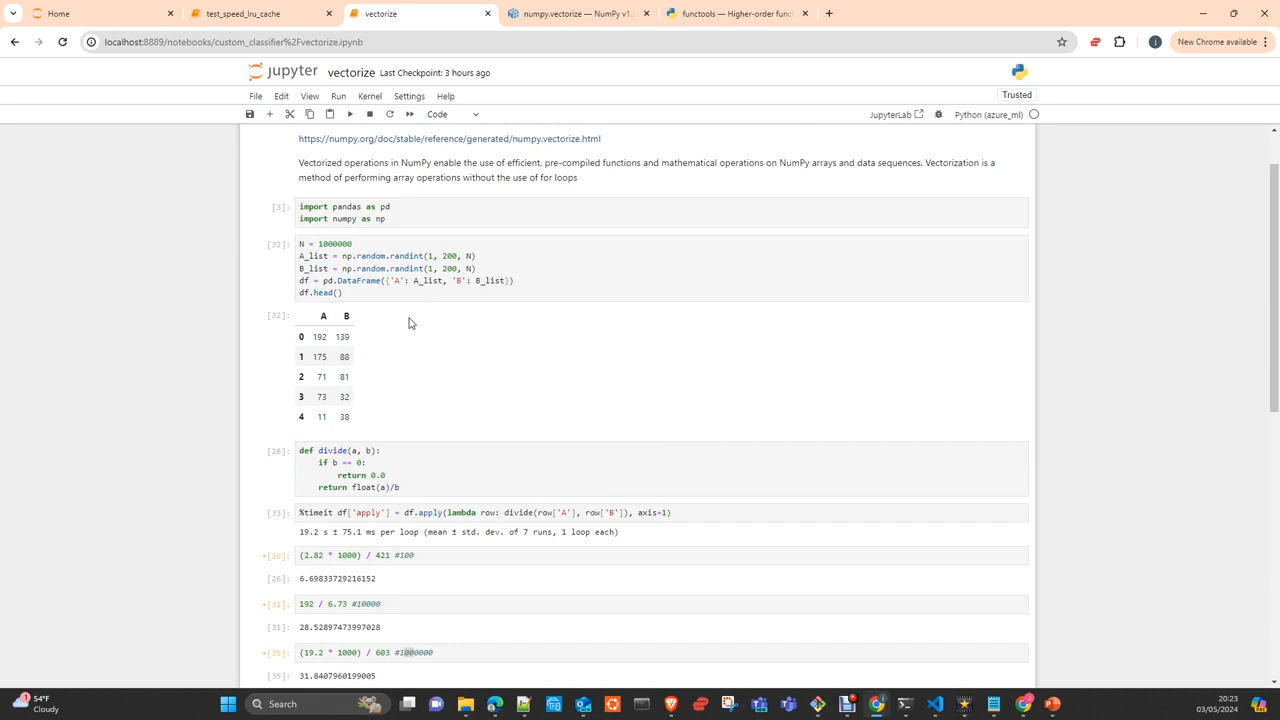 Home
test_speed_lru_cache
vectorize
numpy.vectorize — NumPy v1.
functools — Higher-order func
localhost:8889/notebooks/custom_classifier%2Fvectorize.ipynb
New Chrome available
jupyter vectorize Last Checkpoint: 3 hours ago
File Edit View Run Kernel Settings Help
Trusted
Code
JupyterLab
Python (azure_ml)
https://numpy.org/doc/stable/reference/generated/numpy.vectorize.html
Vectorized operations in NumPy enable the use of efficient, pre-compiled functions and mathematical operations on NumPy arrays and data sequences. Vectorization is a
method of performing array operations without the use of for loops
[3]: import pandas as pd
import numpy as np
[32]: N = 1000000
A_list = np.random.randint(1, 200, N)
B_list = np.random.randint(1, 200, N)
df = pd.DataFrame({'A': A_list, 'B': B_list})
df.head()
[32]: A B
0 192 139
1 175 88
2 71 81
3 73 32
4 11 38
[28]: def divide(a, b):
if b == 0:
return 0.0
return float(a)/b
[33]: %timeit df['apply'] = df.apply(lambda row: divide(row['A'], row['B']), axis=1)
19.2 s ± 75.1 ms per loop (mean ± std. dev. of 7 runs, 1 loop each)
•[26]: (2.82 * 1000) / 421 #100
[26]: 6.69833729216152
•[31]: 192 / 6.73 #10000
[31]: 28.52897473997028
•[35]: (19.2 * 1000) / 603 #1000000
[35]: 31.8407960199005
54°F
Cloudy
Search
20:23
03/05/2024